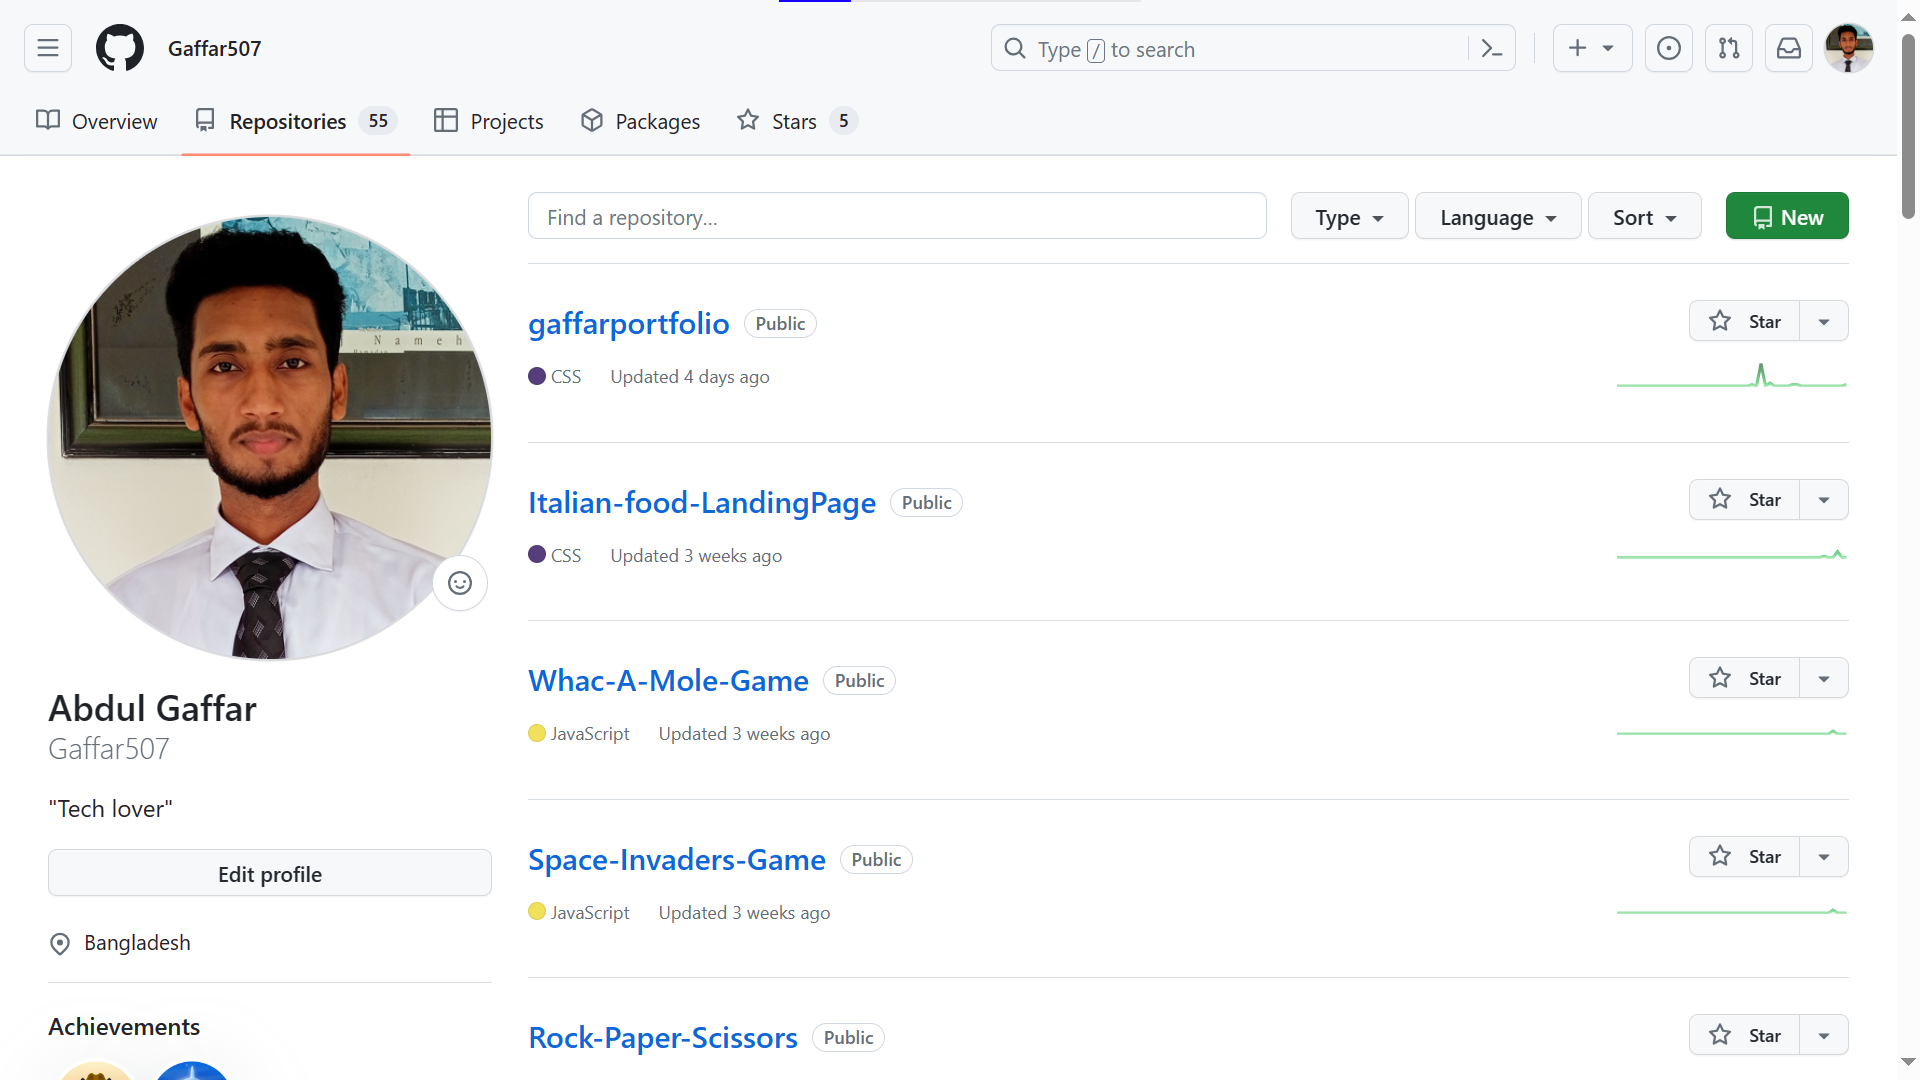 Gaffar507
Type / to search
Overview
Repositories 55
Projects
Packages
Stars 5
Find a repository...
Type
Language
Sort
New
N a m e h
Abdul Gaffar
Gaffar507
"Tech lover"
Edit profile
Bangladesh
Achievements
gaffarportfolio Public
Star
CSS Updated 4 days ago
Italian-food-LandingPage Public
Star
CSS Updated 3 weeks ago
Whac-A-Mole-Game Public
Star
JavaScript Updated 3 weeks ago
Space-Invaders-Game Public
Star
JavaScript Updated 3 weeks ago
Rock-Paper-Scissors Public
Star